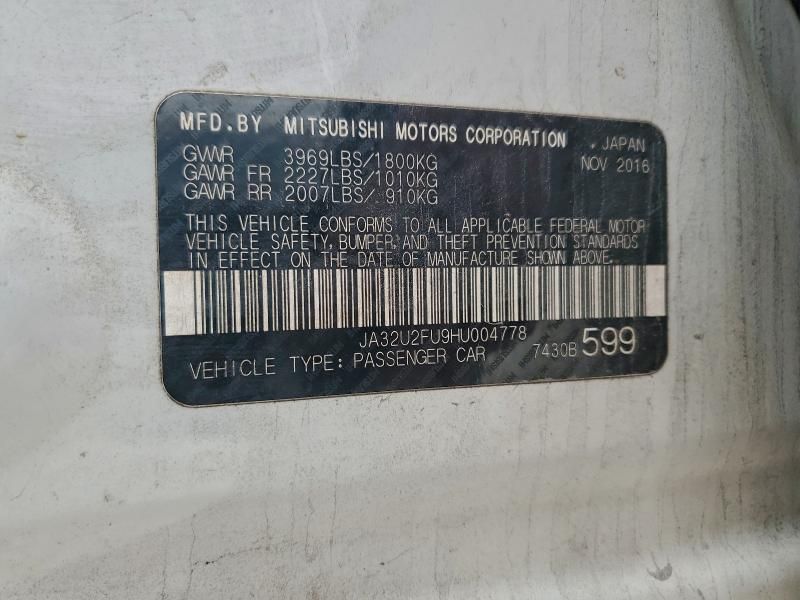 MFD.BY MITSUBISHI MOTORS CORPORATION JAPAN
GVWR 3969LBS/1800KG NOV 2016
GAWR FR 2227LBS/1010KG
GAWR RR 2007LBS/ 910KG
THIS VEHICLE CONFORMS TO ALL APPLICABLE FEDERAL MOTOR
VEHICLE SAFETY, BUMPER, AND THEFT PREVENTION STANDARDS
IN EFFECT ON THE DATE OF MANUFACTURE SHOWN ABOVE.
JA32U2FU9HU004778
VEHICLE TYPE: PASSENGER CAR 7430B 599